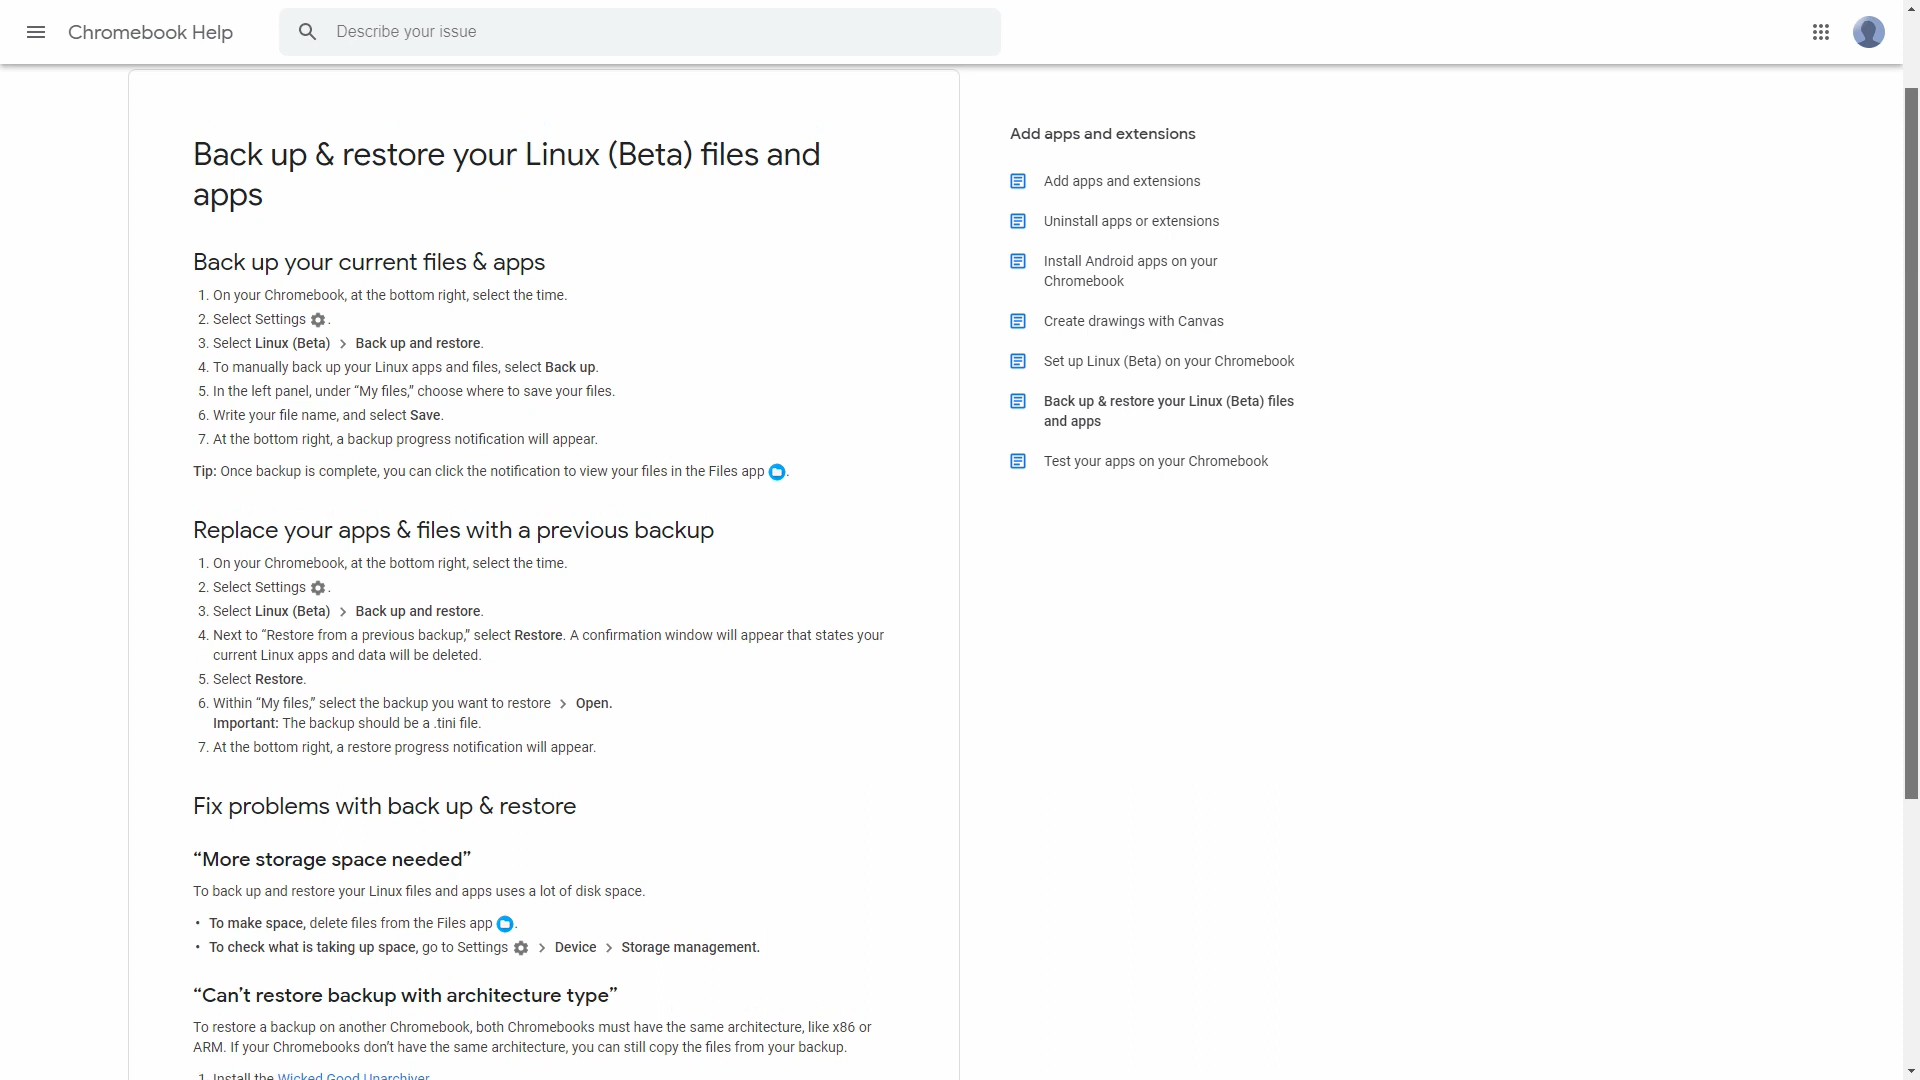 Chromebook Help
Describe your issue
Back up & restore your Linux (Beta) files and
apps
Back up your current files & apps
1. On your Chromebook, at the bottom right, select the time.
2. Select Settings .
3. Select Linux (Beta) > Back up and restore.
4. To manually back up your Linux apps and files, select Back up.
5. In the left panel, under “My files,” choose where to save your files.
6. Write your file name, and select Save.
7. At the bottom right, a backup progress notification will appear.
Tip: Once backup is complete, you can click the notification to view your files in the Files app .
Replace your apps & files with a previous backup
1. On your Chromebook, at the bottom right, select the time.
2. Select Settings .
3. Select Linux (Beta) > Back up and restore.
4. Next to “Restore from a previous backup,” select Restore. A confirmation window will appear that states your
current Linux apps and data will be deleted.
5. Select Restore.
6. Within “My files,” select the backup you want to restore > Open.
Important: The backup should be a .tini file.
7. At the bottom right, a restore progress notification will appear.
Fix problems with back up & restore
“More storage space needed”
To back up and restore your Linux files and apps uses a lot of disk space.
• To make space, delete files from the Files app .
• To check what is taking up space, go to Settings > Device > Storage management.
“Can’t restore backup with architecture type”
To restore a backup on another Chromebook, both Chromebooks must have the same architecture, like x86 or
ARM. If your Chromebooks don’t have the same architecture, you can still copy the files from your backup.
1. Install the Wicked Good Unarchiver
Add apps and extensions
Add apps and extensions
Uninstall apps or extensions
Install Android apps on your
Chromebook
Create drawings with Canvas
Set up Linux (Beta) on your Chromebook
Back up & restore your Linux (Beta) files
and apps
Test your apps on your Chromebook